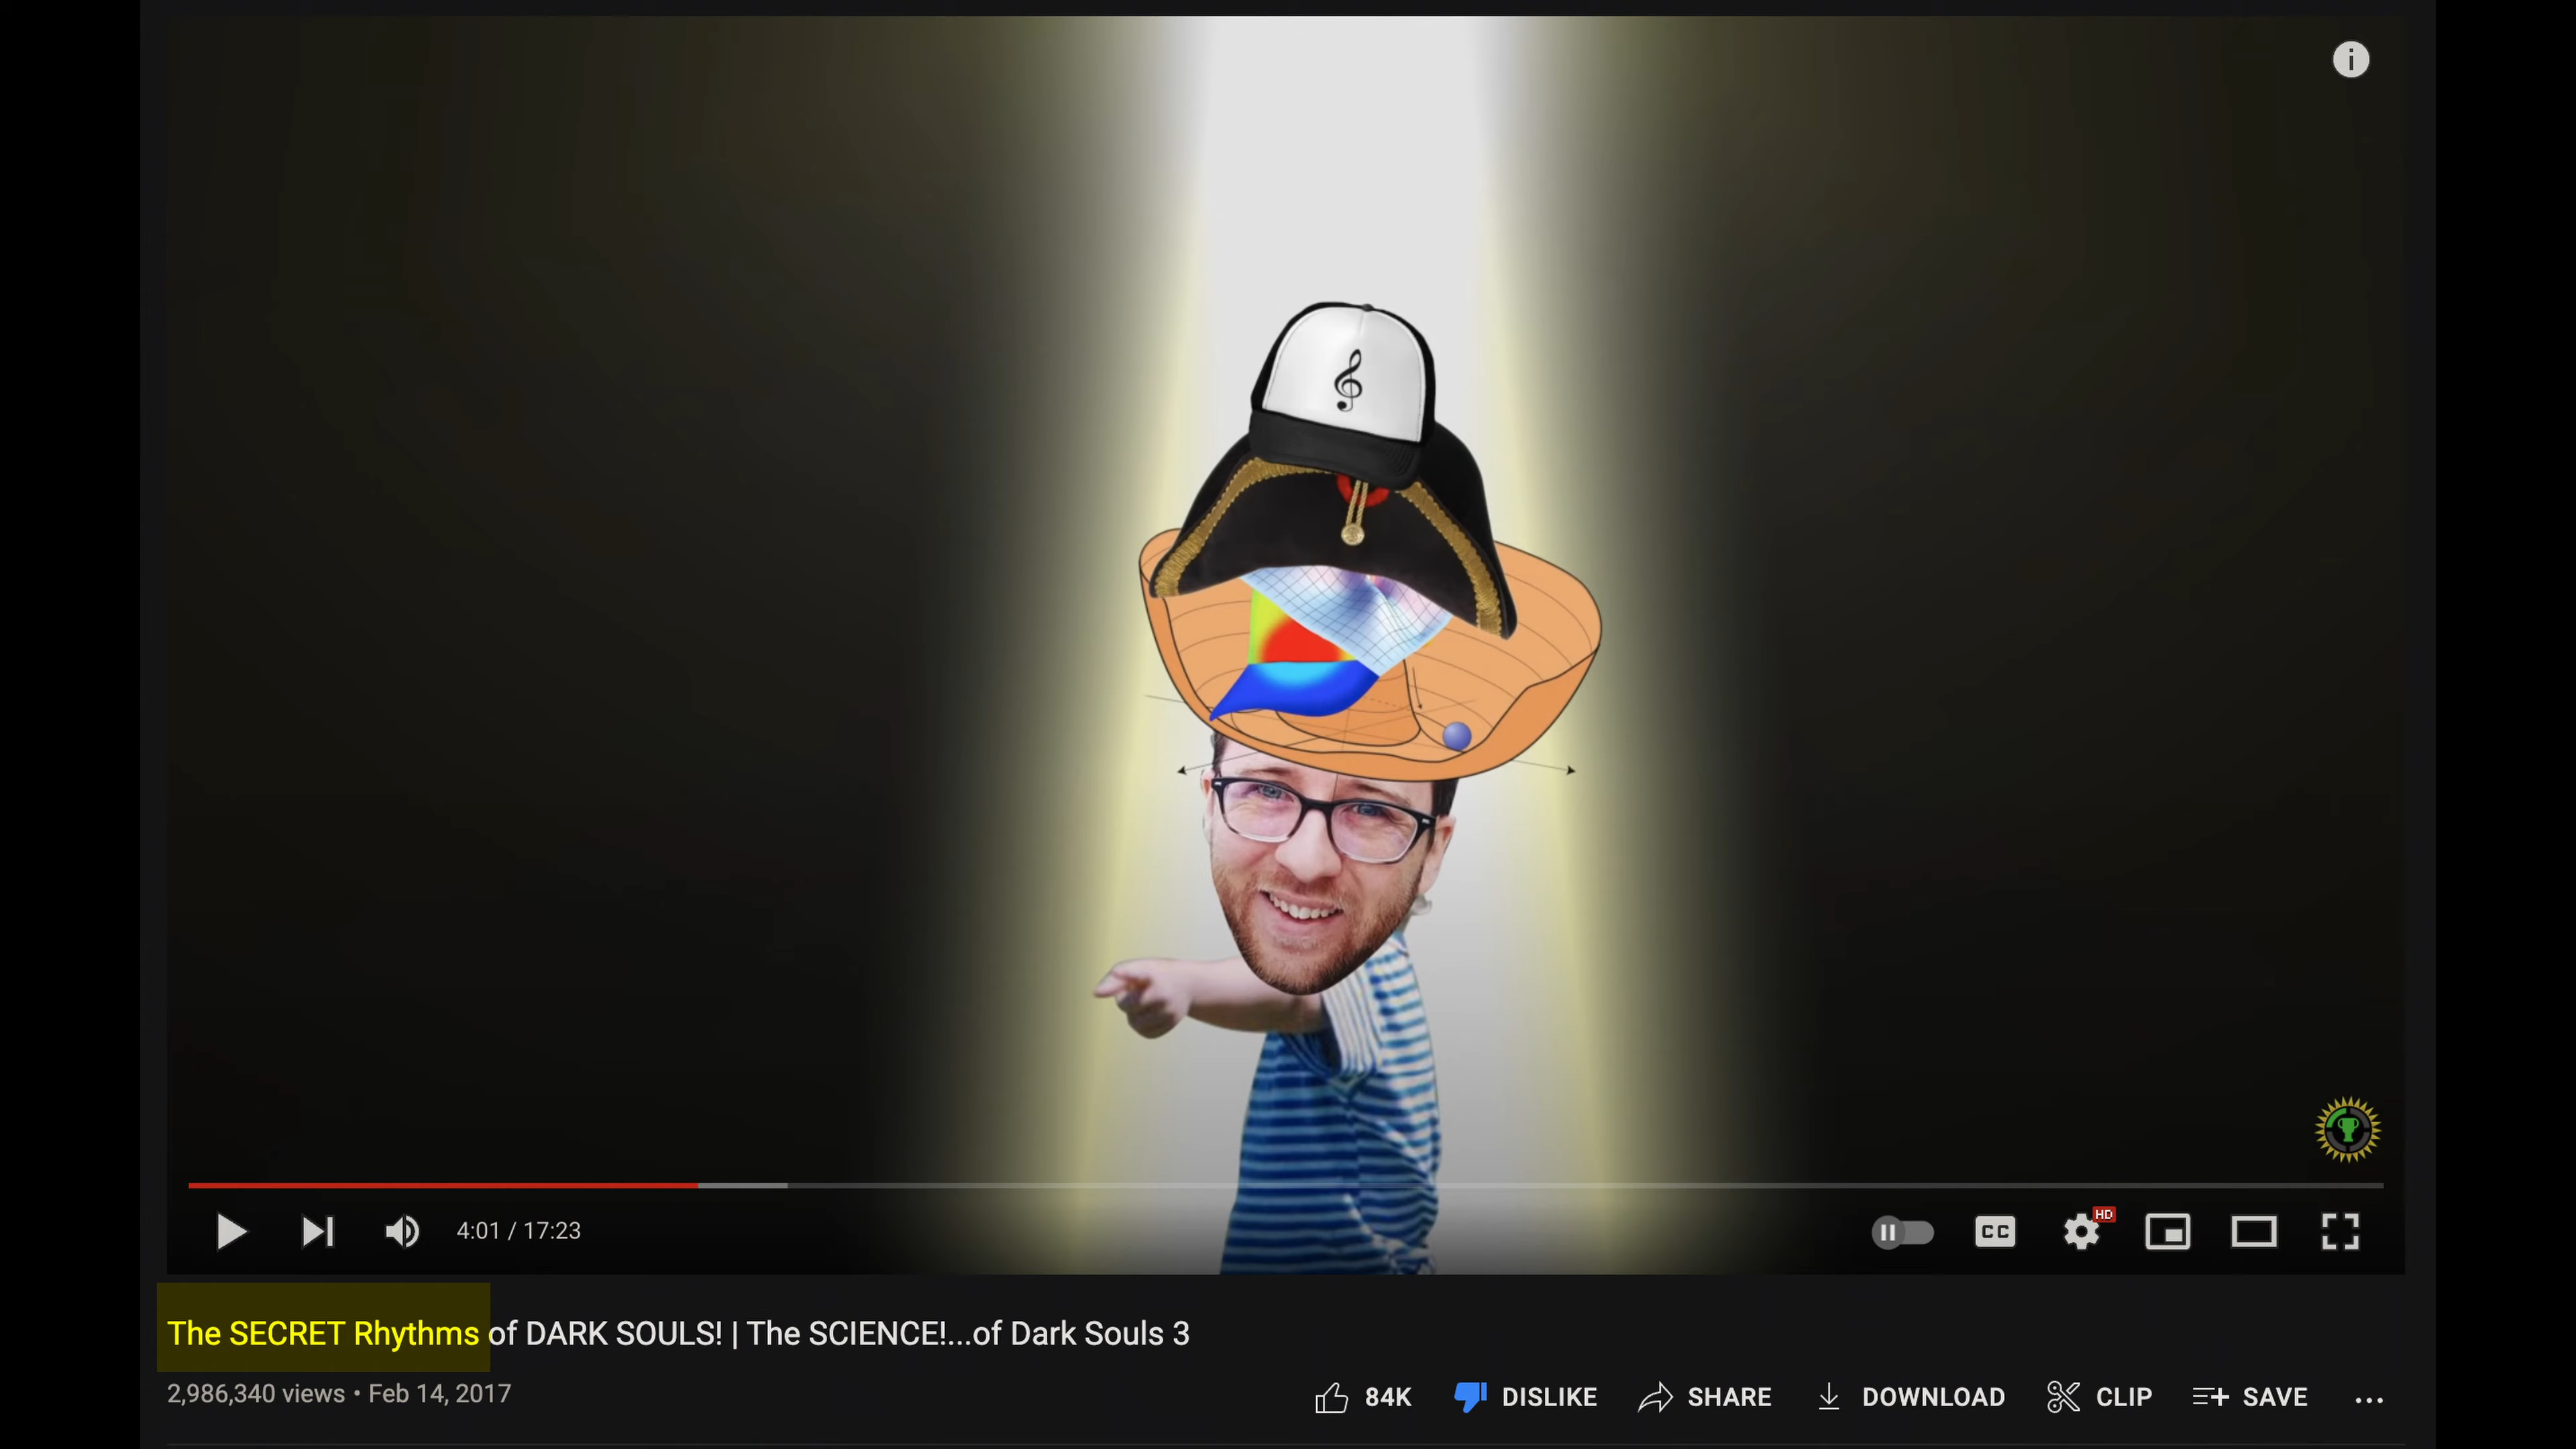 4:01 / 17:23
CC
HD
The SECRET Rhythms of DARK SOULS! | The SCIENCE!...of Dark Souls 3
2,986,340 views • Feb 14, 2017
84K DISLIKE SHARE DOWNLOAD CLIP SAVE ...